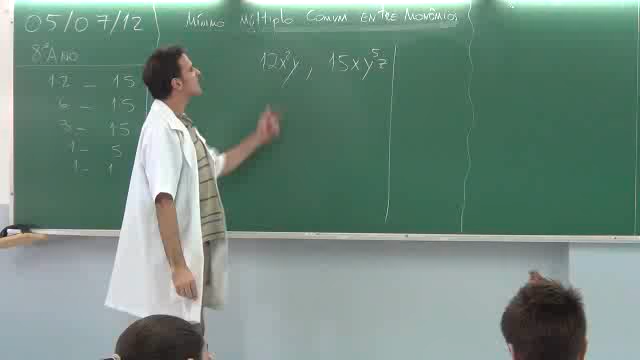 05/07/12
Mínimo múltiplo comum entre monômios
8º Ano
12x²y, 15xy⁵z
12 - 15
6 - 15
3 - 15
1 - 5
1 - 1